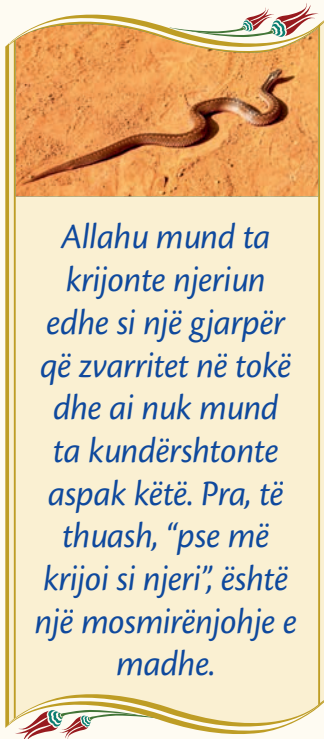 Allahu mund ta
krijonte njeriun
edhe si një gjarpër
që zvarritet në tokë
dhe ai nuk mund
ta kundërshtonte
aspak këtë. Pra, të
thuash, “pse më
krijoi si njeri”, është
një mosmirënjohje e
madhe.